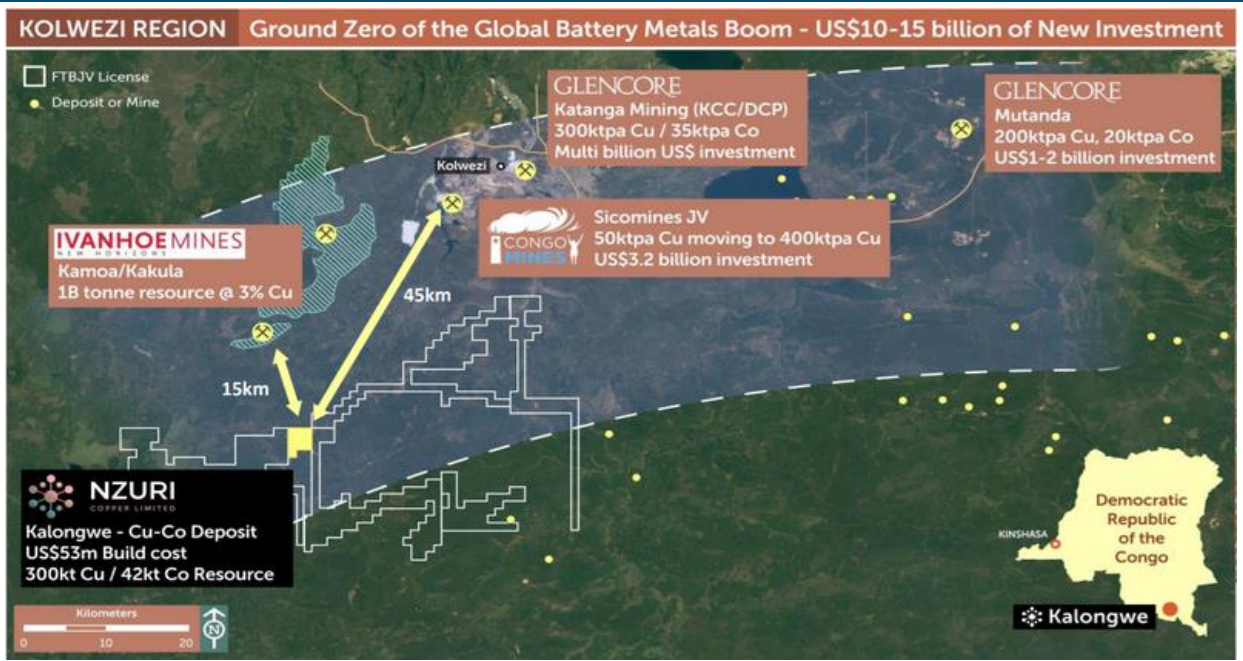 KOLWEZI REGION Ground Zero of the Global Battery Metals Boom - US$10-15 billion of New Investment
FTBJV License
Deposit or Mine
GLENCORE
Katanga Mining (KCC/DCP)
300ktpa Cu / 35ktpa Co
Multi billion US$ investment
GLENCORE
Mutanda
200ktpa Cu, 20ktpa Co
US$1-2 billion investment
Kolwezi
IVANHOE MINES
NEW HORIZONS
Kamoa/Kakula
1B tonne resource @ 3% Cu
CONGO
MINES
Sicomines JV
50ktpa Cu moving to 400ktpa Cu
US$3.2 billion investment
45km
15km
NZURI
COPPER LIMITED
Kalongwe - Cu-Co Deposit
US$53m Build cost
300kt Cu / 42kt Co Resource
Kilometers
0 10 20
N
Democratic
Republic
of the
Congo
KINSHASA
Kalongwe